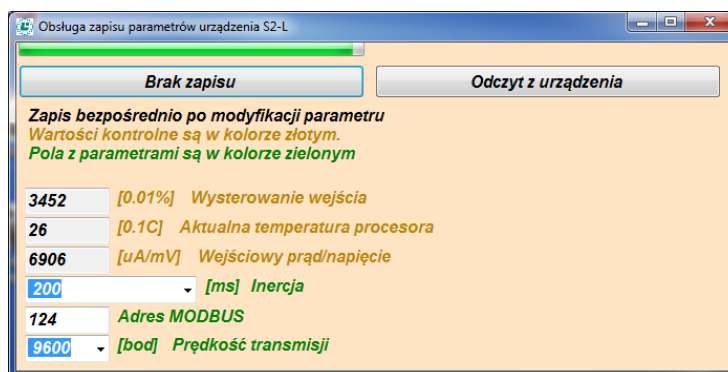 Obsługa zapisu parametrów urządzenia S2-L
Brak zapisu
Odczyt z urządzenia
Zapis bezpośrednio po modyfikacji parametru
Wartości kontrolne są w kolorze złotym.
Pola z parametrami są w kolorze zielonym
3452 [0.01%] Wysterowanie wejścia
26 [0.1C] Aktualna temperatura procesora
6906 [uA/mV] Wejściowy prąd/napięcie
200 [ms] Inercja
124 Adres MODBUS
9600 [bod] Prędkość transmisji